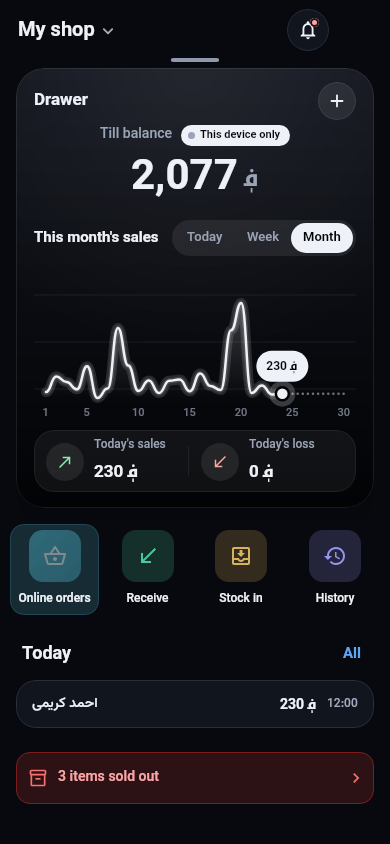 My shop
Drawer
Till balance This device only
2,077 ؋
This month's sales Today Week Month
230 ؋
1 5 10 15 20 25 30
Today's sales Today's loss
230 ؋ 0 ؋
Online orders Receive Stock in History
Today All
احمد کریمی 230 ؋ 12:00
3 items sold out